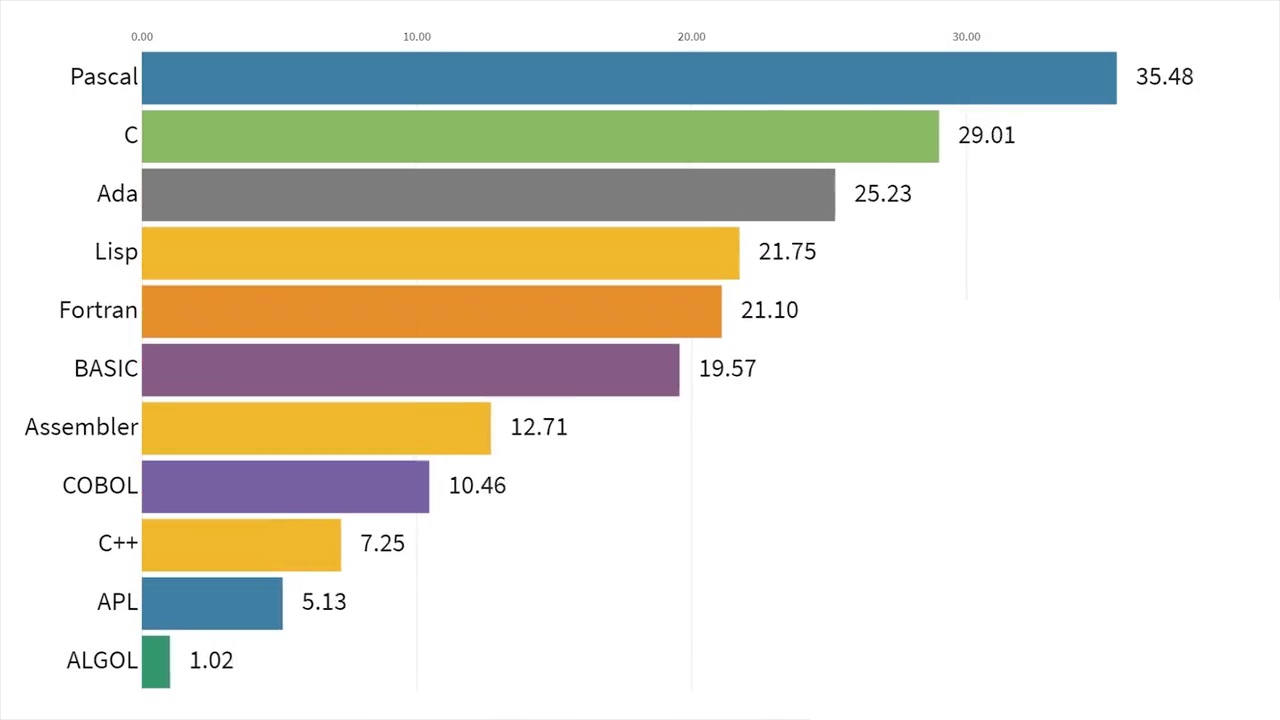 0.00 10.00 20.00 30.00
Pascal 35.48
C 29.01
Ada 25.23
Lisp 21.75
Fortran 21.10
BASIC 19.57
Assembler 12.71
COBOL 10.46
C++ 7.25
APL 5.13
ALGOL 1.02